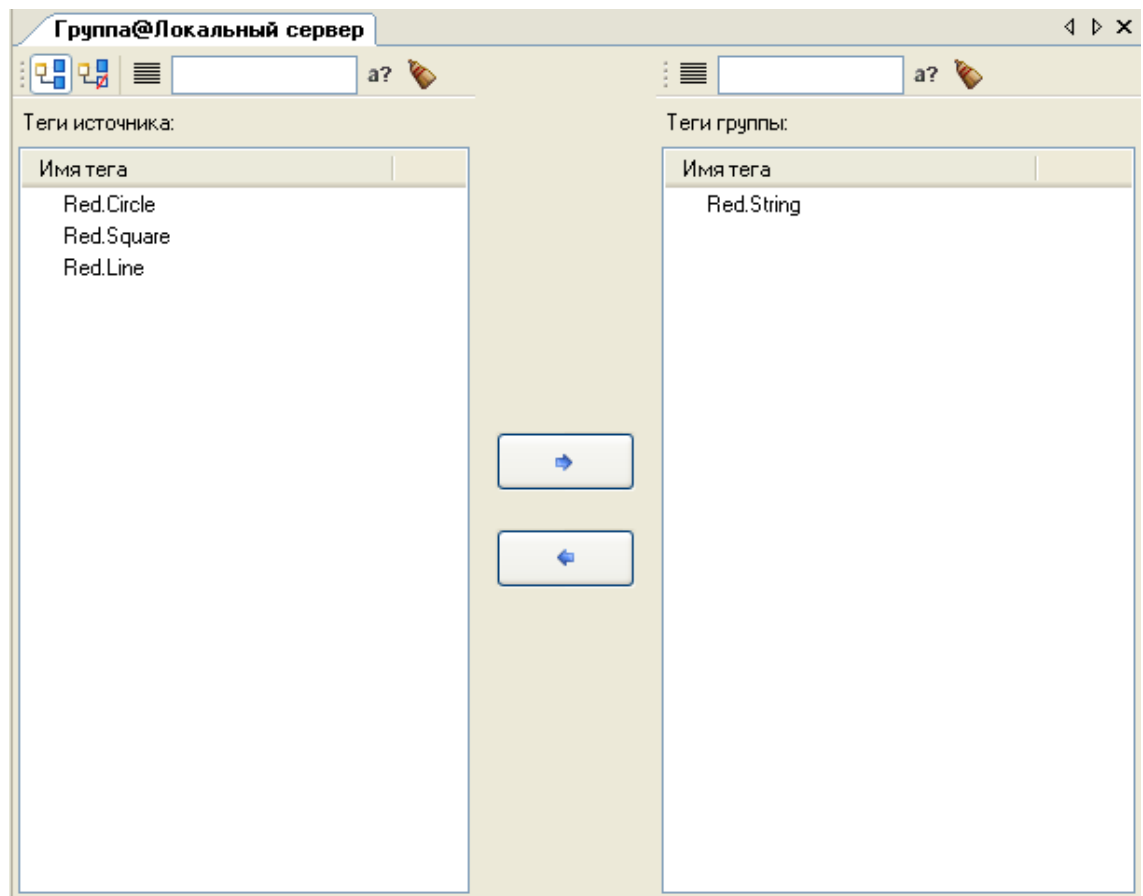 Группа@Локальный сервер
a?
a?
Теги источника:
Теги группы:
Имя тега
Имя тега
Red.Circle
Red.String
Red.Square
Red.Line